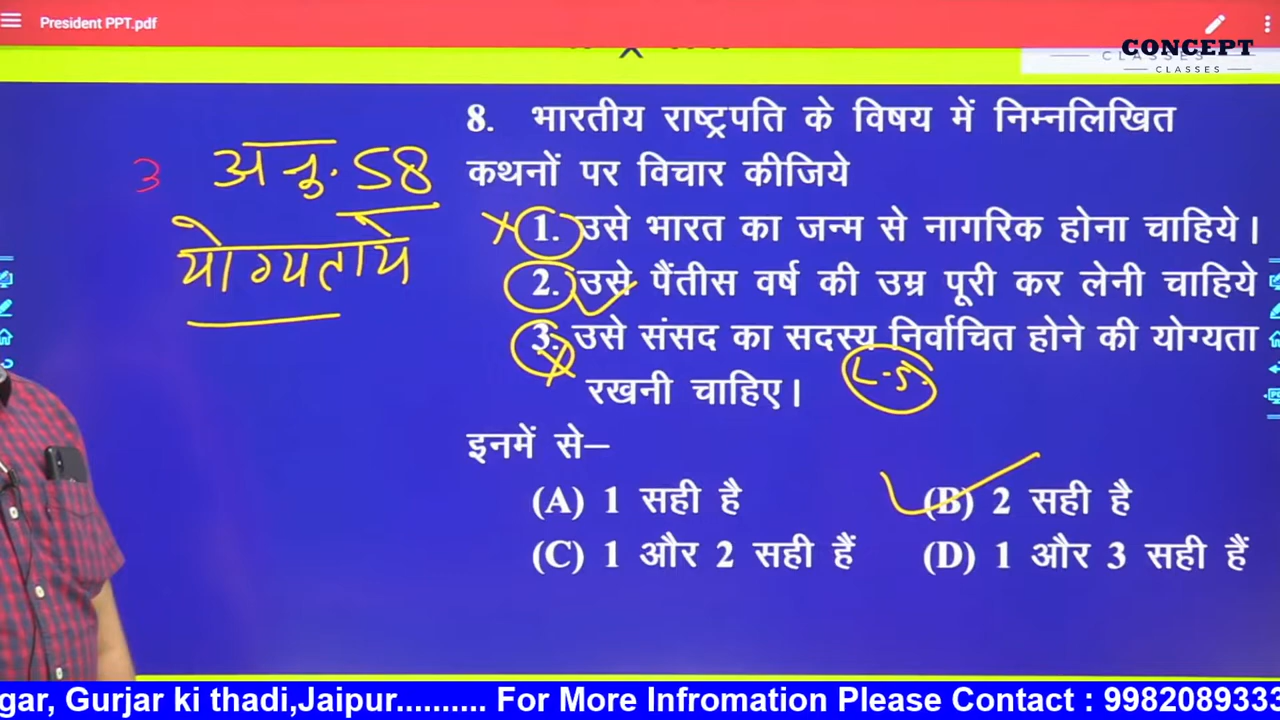 President PPT.pdf
CONCEPT
CLASSES
8. भारतीय राष्ट्रपति के विषय में निम्नलिखित
कथनों पर विचार कीजिये
1. उसे भारत का जन्म से नागरिक होना चाहिये।
2. उसे पैंतीस वर्ष की उम्र पूरी कर लेनी चाहिये
3. उसे संसद का सदस्य निर्वाचित होने की योग्यता
रखनी चाहिए।
इनमें से–
(A) 1 सही है
(B) 2 सही है
(C) 1 और 2 सही हैं
(D) 1 और 3 सही हैं
3 अनु. 58
योग्यताये
L.S.
gar, Gurjar ki thadi,Jaipur.......... For More Infromation Please Contact : 9982089333